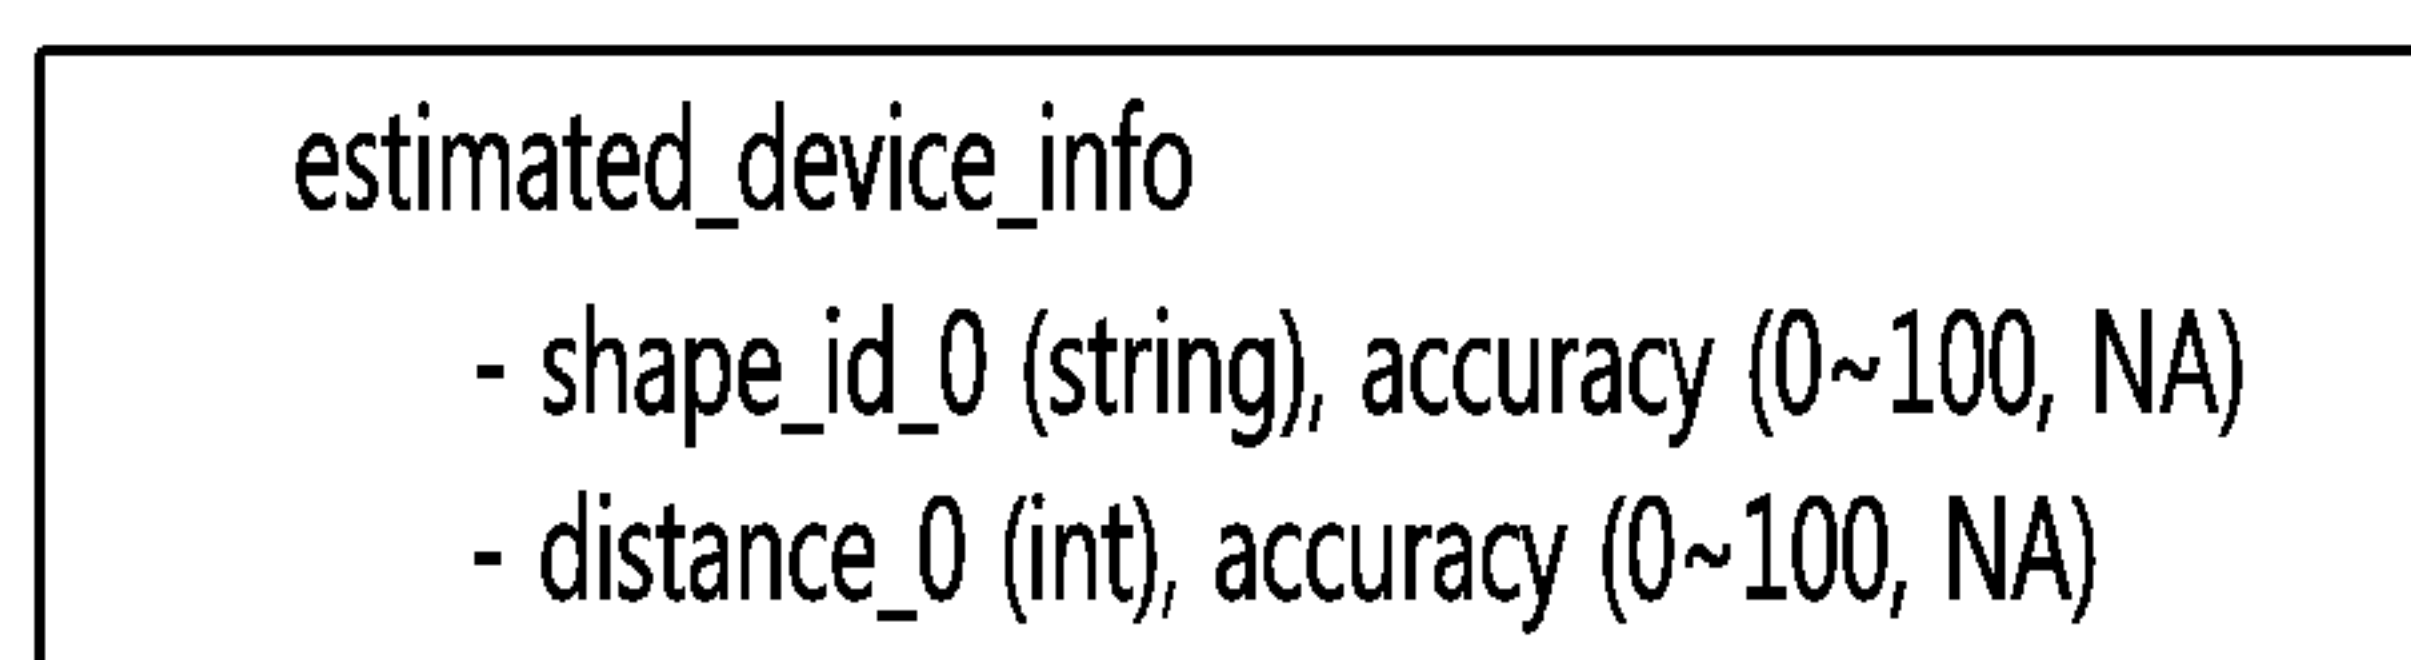 estimated_device_info
- shape_id_0 (string), accuracy (0~100, NA)
- distance_0 (int), accuracy (0~100, NA)